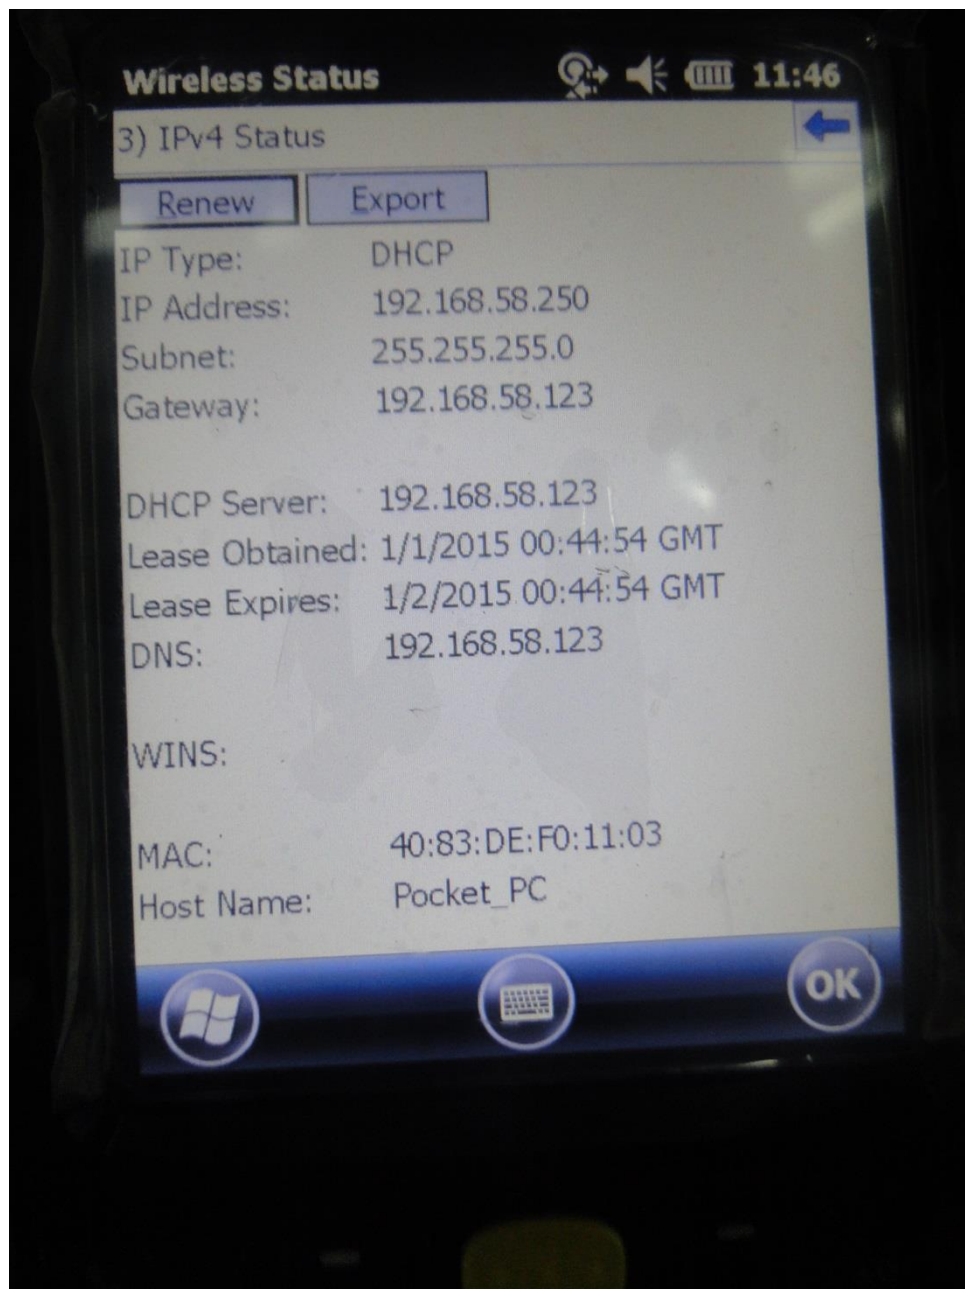 Wireless Status 11:46
3) IPv4 Status
Renew Export
IP Type: DHCP
IP Address: 192.168.58.250
Subnet: 255.255.255.0
Gateway: 192.168.58.123
DHCP Server: 192.168.58.123
Lease Obtained: 1/1/2015 00:44:54 GMT
Lease Expires: 1/2/2015 00:44:54 GMT
DNS: 192.168.58.123
WINS:
MAC: 40:83:DE:F0:11:03
Host Name: Pocket_PC
OK